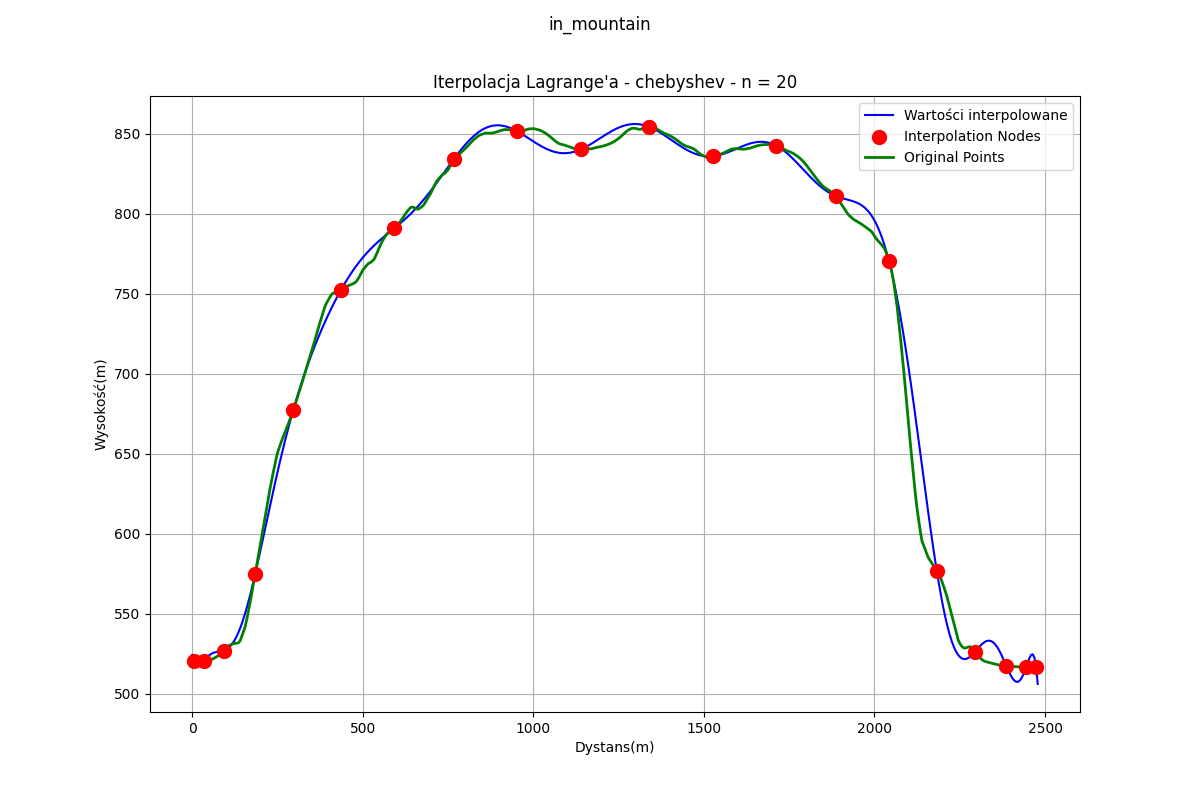 in_mountain
Iterpolacja Lagrange'a - chebyshev - n = 20
Wartości interpolowane
Interpolation Nodes
Original Points
850
800
750
700
650
600
550
500
Wysokość(m)
0 500 1000 1500 2000 2500
Dystans(m)